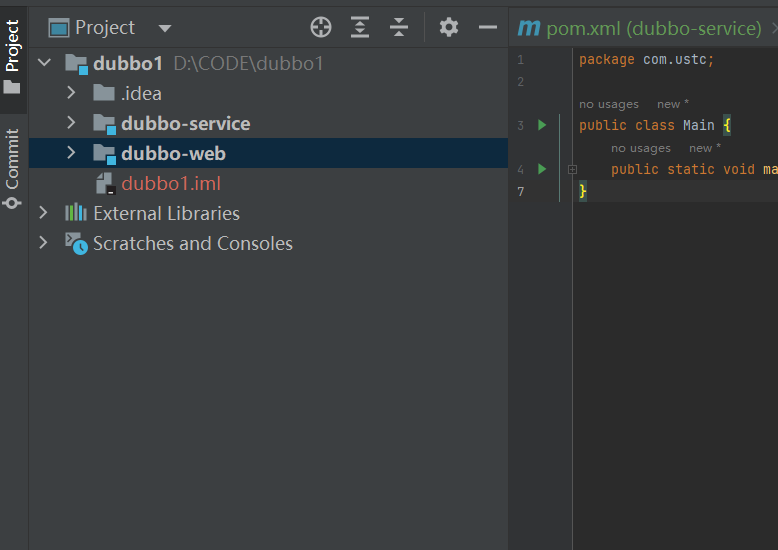 Project
Commit
Project
dubbo1 D:\CODE\dubbo1
.idea
dubbo-service
dubbo-web
dubbo1.iml
External Libraries
Scratches and Consoles
pom.xml (dubbo-service)
1 package com.ustc;
2
no usages new *
3 public class Main {
no usages new *
4 public static void ma
7 }